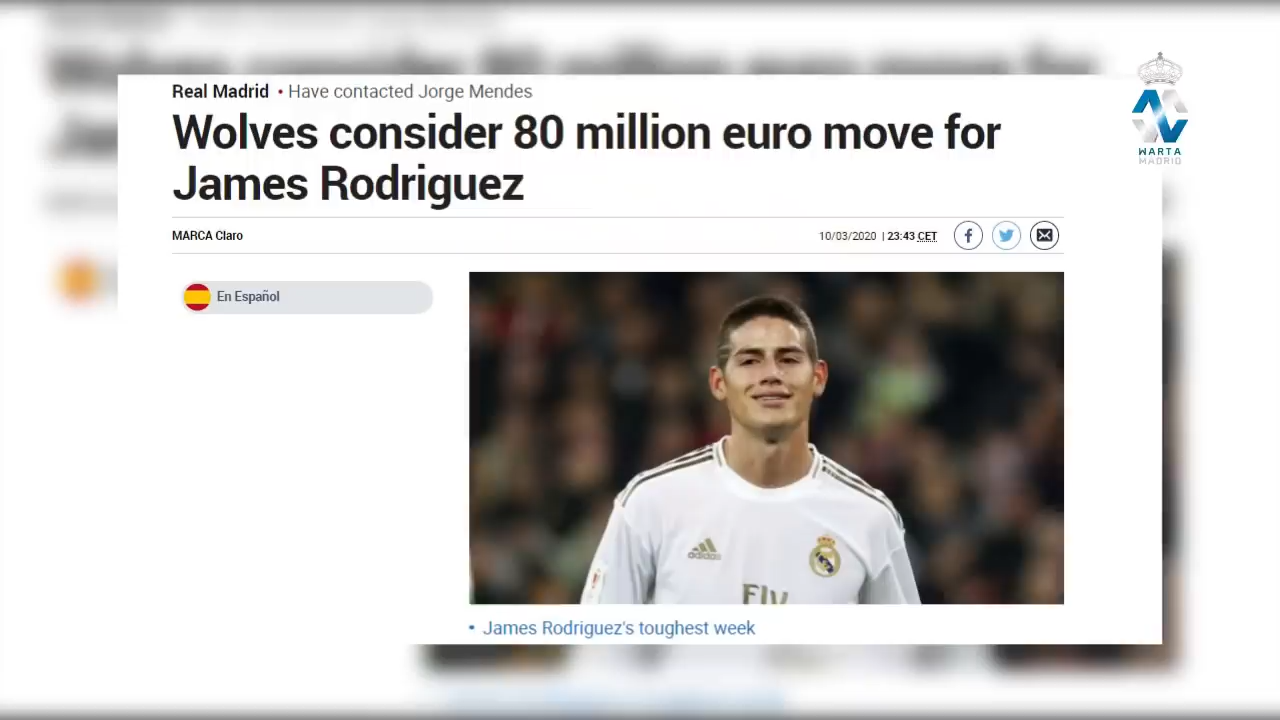 Real Madrid • Have contacted Jorge Mendes
Wolves consider 80 million euro move for
James Rodriguez
MARCA Claro
10/03/2020 | 23:43 CET
En Español
adidas
Fly
• James Rodriguez's toughest week
WARTA
MADRID